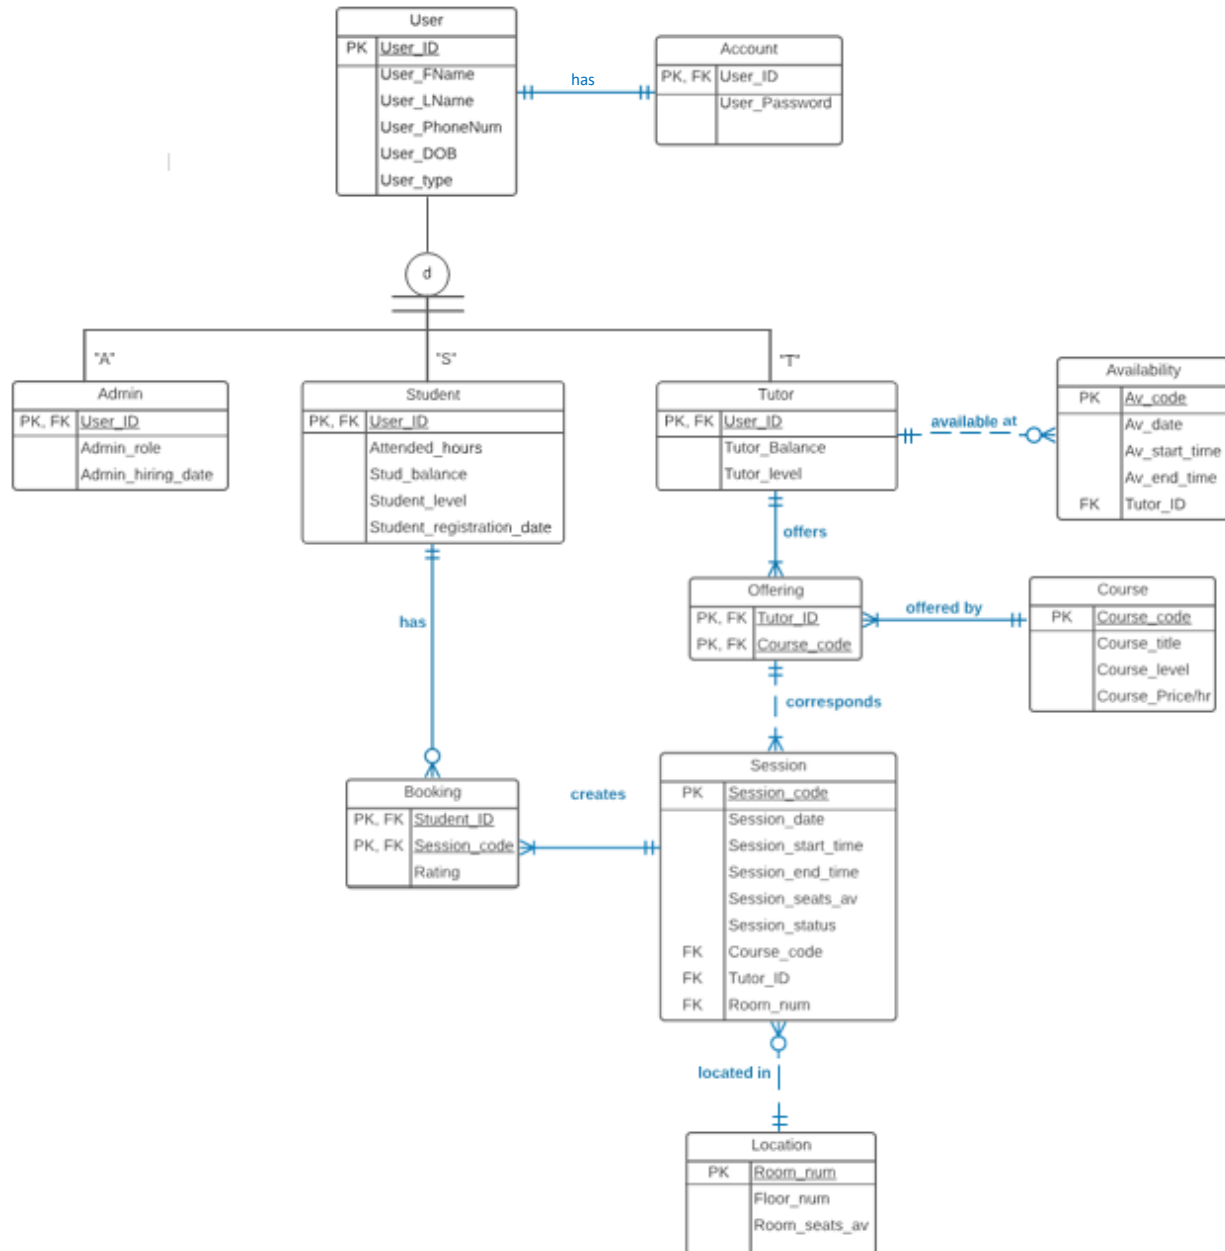 User
PK User_ID
User_FName
User_LName
User_PhoneNum
User_DOB
User_type
has
Account
PK, FK User_ID
User_Password
d
"A"
"S"
"T"
Admin
PK, FK User_ID
Admin_role
Admin_hiring_date
Student
PK, FK User_ID
Attended_hours
Stud_balance
Student_level
Student_registration_date
Tutor
PK, FK User_ID
Tutor_Balance
Tutor_level
available at
Availability
PK Av_code
Av_date
Av_start_time
Av_end_time
FK Tutor_ID
offers
has
Offering
PK, FK Tutor_ID
PK, FK Course_code
offered by
Course
PK Course_code
Course_title
Course_level
Course_Price/hr
corresponds
Booking
PK, FK Student_ID
PK, FK Session_code
Rating
creates
Session
PK Session_code
Session_date
Session_start_time
Session_end_time
Session_seats_av
Session_status
FK Course_code
FK Tutor_ID
FK Room_num
located in
Location
PK Room_num
Floor_num
Room_seats_av